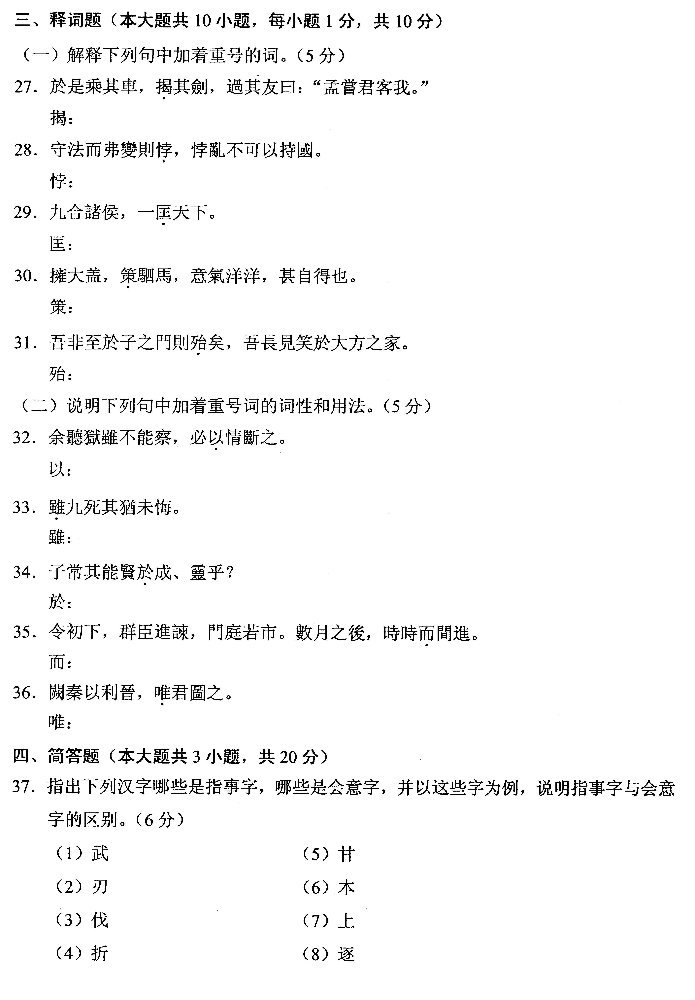 三、释词题（本大题共 10 小题，每小题 1 分，共 10 分）
（一）解释下列句中加着重号的词。（5 分）
27．於是乘其車，揭其劍，過其友曰：“孟嘗君客我。”
揭：
28．守法而弗變則悖，悖亂不可以持國。
悖：
29．九合諸侯，一匡天下。
匡：
30．擁大盖，策駟馬，意氣洋洋，甚自得也。
策：
31．吾非至於子之門則殆矣，吾長見笑於大方之家。
殆：
（二）说明下列句中加着重号词的词性和用法。（5 分）
32．余聽獄雖不能察，必以情斷之。
以：
33．雖九死其猶未悔。
雖：
34．子常其能賢於成、靈乎？
於：
35．令初下，群臣進諫，門庭若市。數月之後，時時而間進。
而：
36．闕秦以利晉，唯君圖之。
唯：
四、简答题（本大题共 3 小题，共 20 分）
37．指出下列汉字哪些是指事字，哪些是会意字，并以这些字为例，说明指事字与会意
字的区别。（6 分）
（1）武 （5）甘
（2）刃 （6）本
（3）伐 （7）上
（4）折 （8）逐